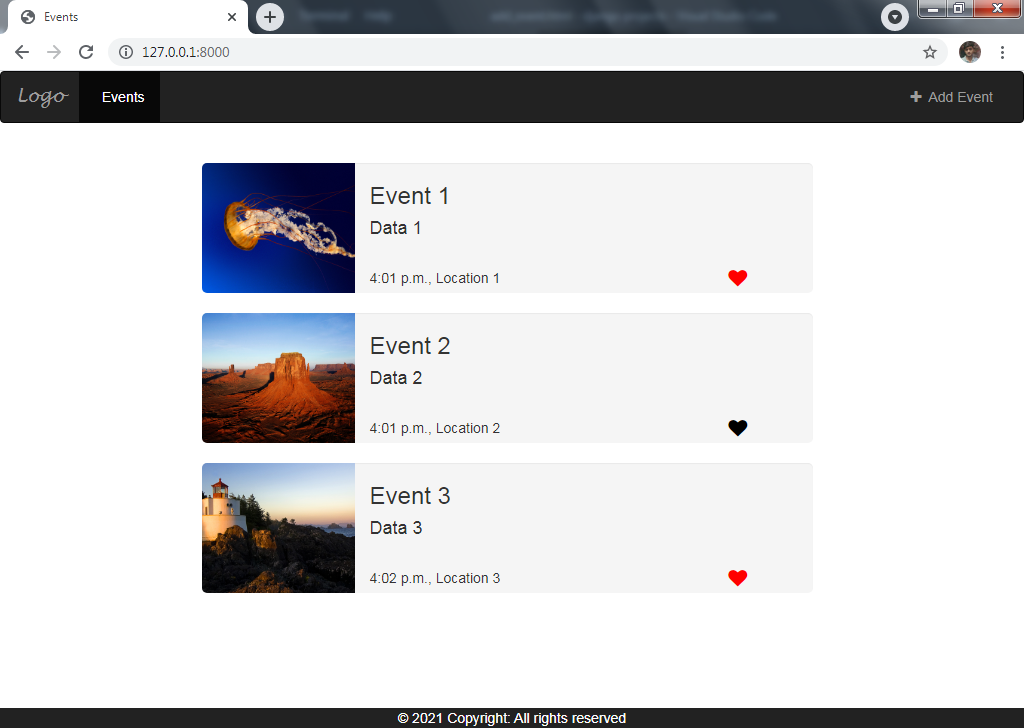 Events
127.0.0.1:8000
Logo
Events
Add Event
Event 1
Data 1
4:01 p.m., Location 1
Event 2
Data 2
4:01 p.m., Location 2
Event 3
Data 3
4:02 p.m., Location 3
© 2021 Copyright: All rights reserved